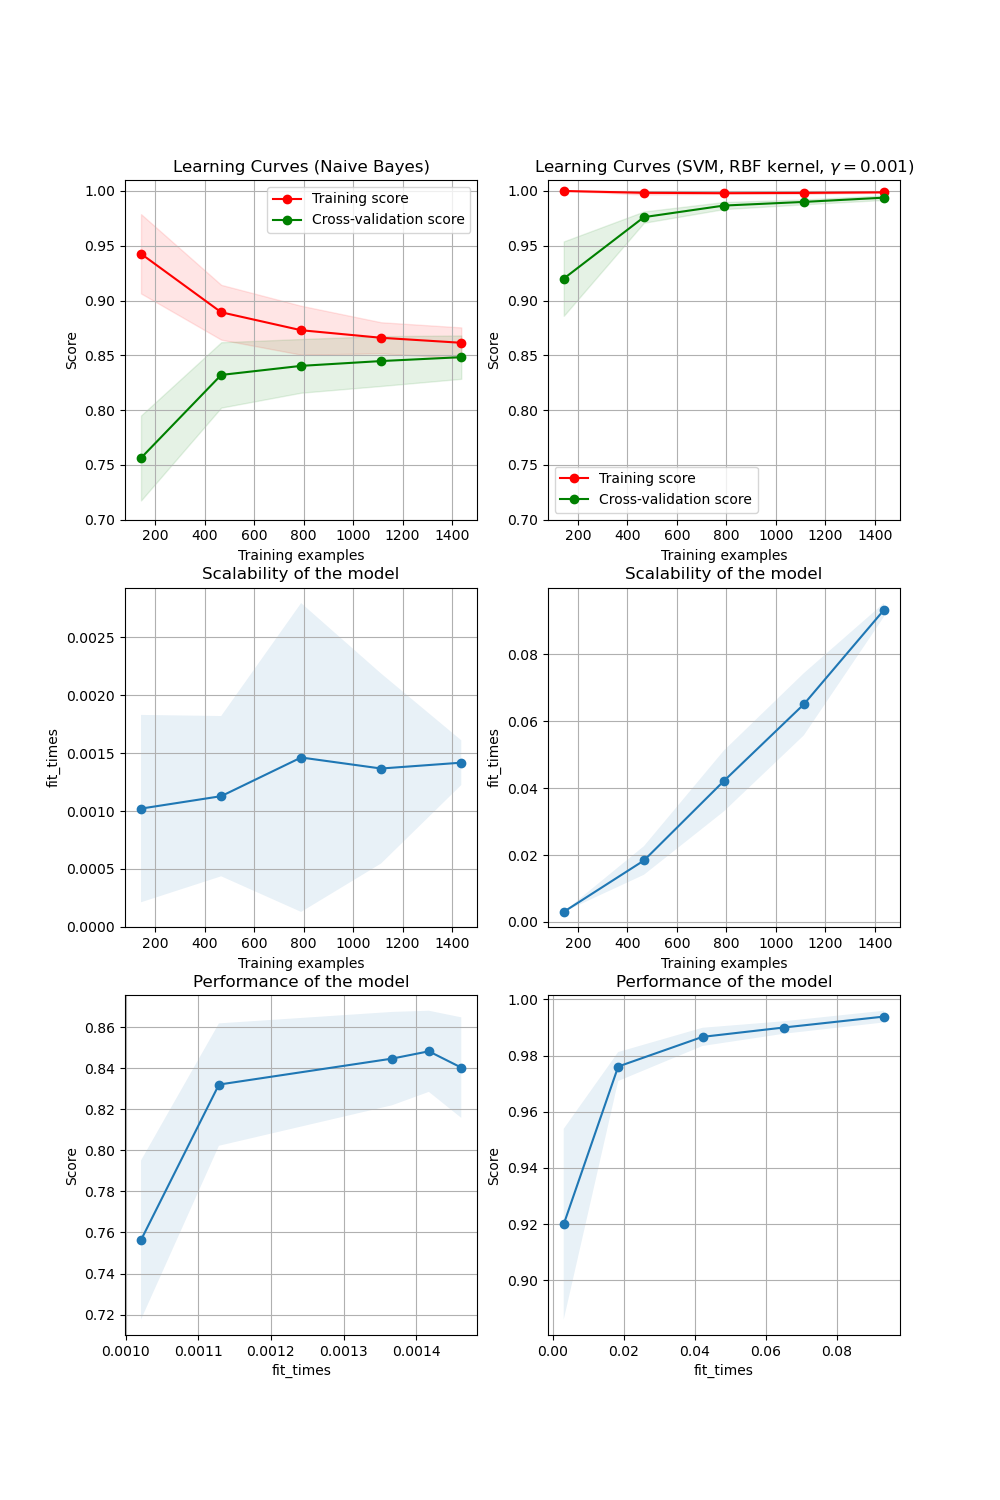 Learning Curves (Naive Bayes)
Learning Curves (SVM, RBF kernel, γ = 0.001)
1.00
0.95
0.90
0.85
0.80
0.75
0.70
Score
Training score
Cross-validation score
200 400 600 800 1000 1200 1400
Training examples
1.00
0.95
0.90
0.85
0.80
0.75
0.70
Score
Training score
Cross-validation score
200 400 600 800 1000 1200 1400
Training examples
Scalability of the model
0.0025
0.0020
0.0015
0.0010
0.0005
0.0000
fit_times
200 400 600 800 1000 1200 1400
Training examples
Scalability of the model
0.08
0.06
0.04
0.02
0.00
fit_times
200 400 600 800 1000 1200 1400
Training examples
Performance of the model
0.86
0.84
0.82
0.80
0.78
0.76
0.74
0.72
Score
0.0010 0.0011 0.0012 0.0013 0.0014
fit_times
Performance of the model
1.00
0.98
0.96
0.94
0.92
0.90
Score
0.00 0.02 0.04 0.06 0.08
fit_times